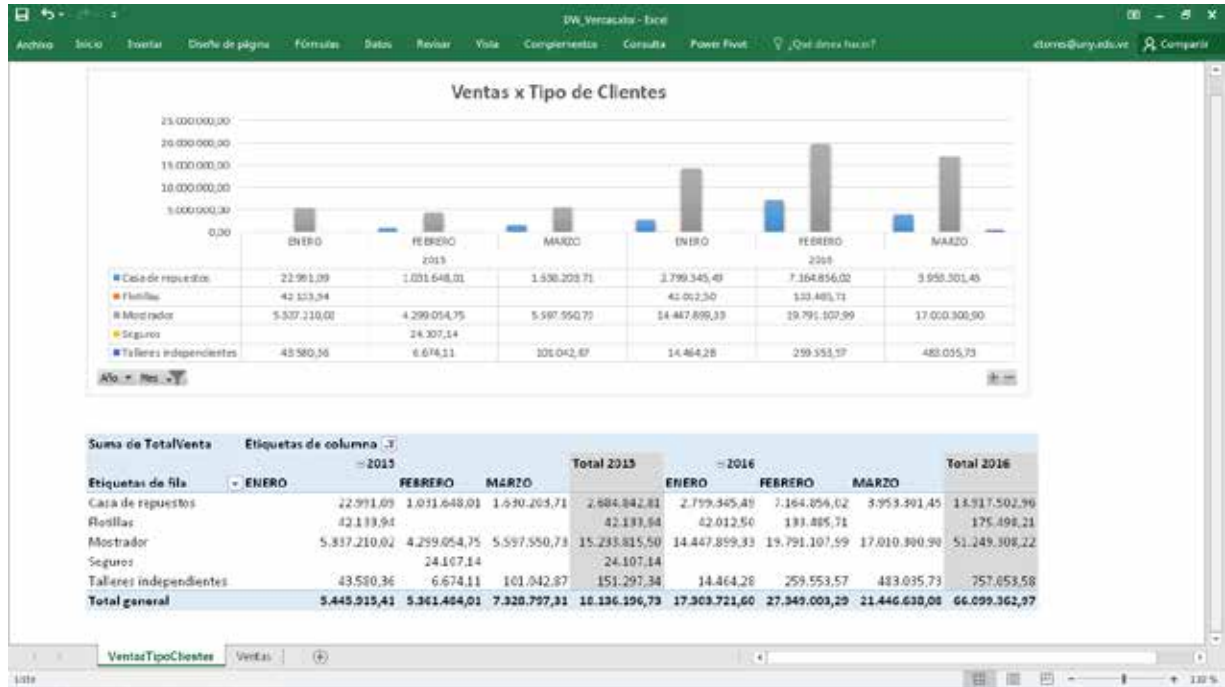 DW_Ventas.xlsx - Excel
Archivo Inicio Insertar Diseño de página Fórmulas Datos Revisar Vista Complementos Consulta Power Pivot ¿Qué desea hacer? Compartir
Ventas x Tipo de Clientes
25.000.000,00
20.000.000,00
15.000.000,00
10.000.000,00
5.000.000,00
0,00
ENERO FEBRERO MARZO ENERO FEBRERO MARZO
2015 2016
Casa de repuestos 22.991,09 1.031.648,01 1.630.203,71 2.799.345,49 7.164.856,02 3.953.301,45
Flotillas 42.133,94 42.012,50 133.485,71
Mostrador 5.337.210,02 4.299.054,75 5.597.550,73 14.447.899,33 19.791.107,99 17.010.300,90
Seguros 24.107,14
Talleres independientes 43.580,36 6.674,11 101.042,87 14.464,28 259.553,57 483.035,73
Año Mes
Suma de TotalVenta Etiquetas de columna
2015 Total 2015 2016 Total 2016
Etiquetas de fila ENERO FEBRERO MARZO ENERO FEBRERO MARZO
Casa de repuestos 22.991,09 1.031.648,01 1.630.203,71 2.684.842,81 2.799.345,49 7.164.856,02 3.953.301,45 13.917.502,96
Flotillas 42.133,94 42.133,94 42.012,50 133.485,71 175.498,21
Mostrador 5.337.210,02 4.299.054,75 5.597.550,73 15.233.815,50 14.447.899,33 19.791.107,99 17.010.300,90 51.249.308,22
Seguros 24.107,14 24.107,14
Talleres independientes 43.580,36 6.674,11 101.042,87 151.297,34 14.464,28 259.553,57 483.035,73 757.053,58
Total general 5.445.915,41 5.361.484,01 7.328.797,31 18.136.196,73 17.303.721,60 27.349.003,29 21.446.638,08 66.099.362,97
VentasTipoClientes Ventas
Listo